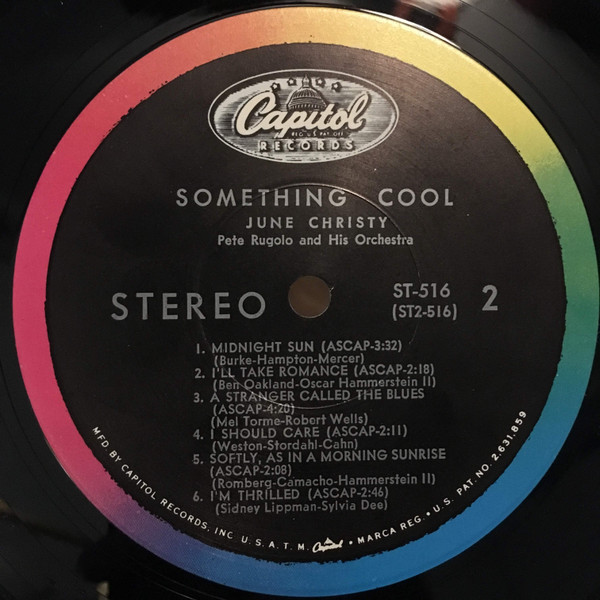 Capitol
REG. U.S. PAT. OFF.
RECORDS
SOMETHING COOL
JUNE CHRISTY
Pete Rugolo and His Orchestra
STEREO
ST-516
(ST2-516)
2
1. MIDNIGHT SUN (ASCAP-3:32)
(Burke-Hampton-Mercer)
2. I'LL TAKE ROMANCE (ASCAP-2:18)
(Ben Oakland-Oscar Hammerstein II)
3. A STRANGER CALLED THE BLUES
(ASCAP-4:20)
(Mel Torme-Robert Wells)
4. I SHOULD CARE (ASCAP-2:11)
(Weston-Stordahl-Cahn)
5. SOFTLY, AS IN A MORNING SUNRISE
(ASCAP-2:08)
(Romberg-Camacho-Hammerstein II)
6. I'M THRILLED (ASCAP-2:46)
(Sidney Lippman-Sylvia Dee)
MFD. BY CAPITOL RECORDS, INC. U.S.A. T.M. Capitol • MARCA REG. • U.S. PAT. NO. 2,631,859